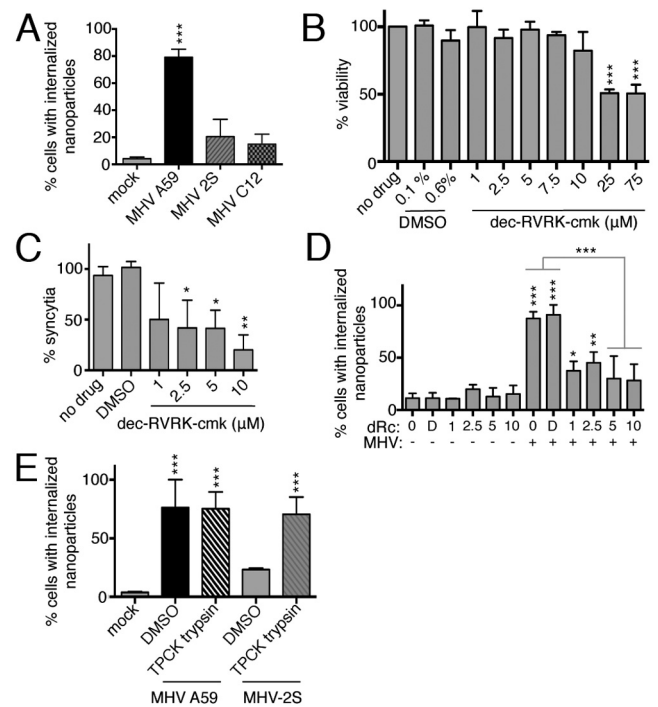 A
% cells with internalized
nanoparticles
100
80
60
40
20
0
***
mock
MHV A59
MHV 2S
MHV C12
B
% viability
100
50
0
***
***
no drug
0.1 %
0.6%
1
2.5
5
7.5
10
25
75
DMSO
dec-RVRK-cmk (µM)
C
% syncytia
100
50
0
*
*
**
no drug
DMSO
1
2.5
5
10
dec-RVRK-cmk (µM)
D
% cells with internalized
nanoparticles
100
50
0
***
***
***
*
**
dRc: 0 D 1 2.5 5 10 0 D 1 2.5 5 10
MHV: - - - - - - + + + + + +
E
% cells with internalized
nanoparticles
100
50
0
***
***
***
mock
DMSO
TPCK trypsin
DMSO
TPCK trypsin
MHV A59
MHV-2S